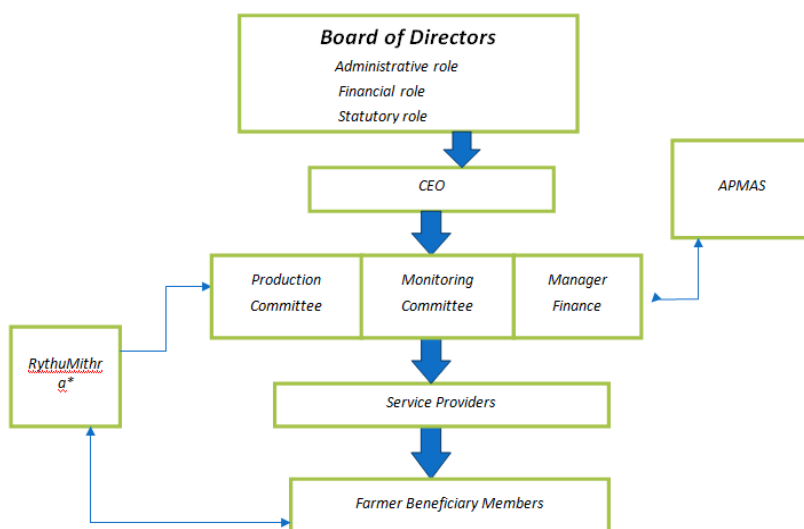 Board of Directors
Administrative role
Financial role
Statutory role
CEO
APMAS
Production
Committee
Monitoring
Committee
Manager
Finance
RythuMithr
a*
Service Providers
Farmer Beneficiary Members